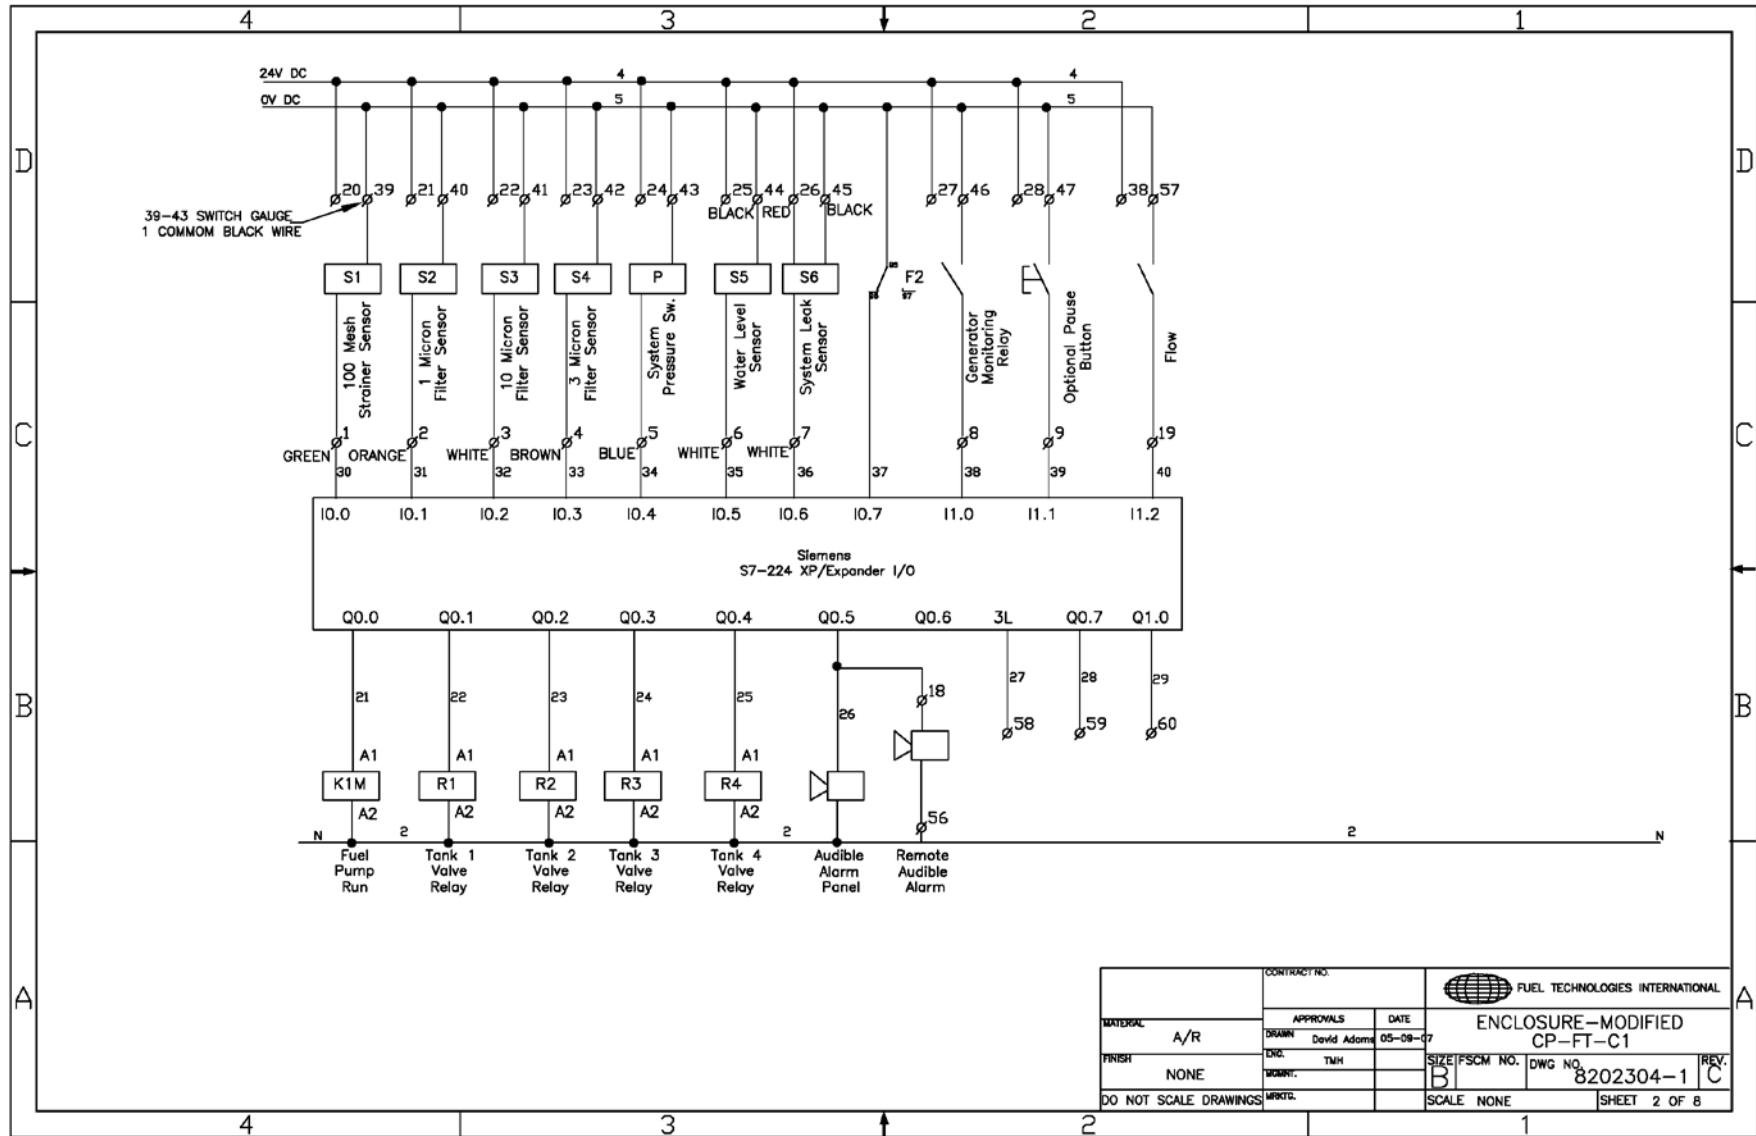 4 3 2 1
24V DC 4 4
0V DC 5 5
D D
20 39 21 40 22 41 23 42 24 43 25 44 26 45 27 46 28 47 38 57
BLACK RED BLACK
39-43 SWITCH GAUGE
1 COMMOM BLACK WIRE
S1 S2 S3 S4 P S5 S6 95 96 F2 97
100 Mesh
Strainer Sensor
1 Micron
Filter Sensor
10 Micron
Filter Sensor
3 Micron
Filter Sensor
System
Pressure Sw.
Water Level
Sensor
System Leak
Sensor
Generator
Monitoring
Relay
Optional Pause
Button
Flow
C C
1 2 3 4 5 6 7 8 9 19
GREEN ORANGE WHITE BROWN BLUE WHITE WHITE
30 31 32 33 34 35 36 37 38 39 40
I0.0 I0.1 I0.2 I0.3 I0.4 I0.5 I0.6 I0.7 I1.0 I1.1 I1.2
Siemens
S7-224 XP/Expander I/O
Q0.0 Q0.1 Q0.2 Q0.3 Q0.4 Q0.5 Q0.6 3L Q0.7 Q1.0
B B
21 22 23 24 25 26 18 27 28 29
58 59 60
A1 A1 A1 A1 A1
K1M R1 R2 R3 R4
A2 A2 A2 A2 A2 56
N 2 2 2 N
Fuel
Pump
Run
Tank 1
Valve
Relay
Tank 2
Valve
Relay
Tank 3
Valve
Relay
Tank 4
Valve
Relay
Audible
Alarm
Panel
Remote
Audible
Alarm
A A
CONTRACT NO.
FUEL TECHNOLOGIES INTERNATIONAL
MATERIAL A/R
APPROVALS DATE
DRAWN David Adams 05-09-07
ENCLOSURE-MODIFIED
CP-FT-C1
FINISH NONE
ENG. TMH
MGMNT.
MRKTG.
SIZE B FSCM NO. DWG NO. 8202304-1 REV. C
DO NOT SCALE DRAWINGS
SCALE NONE SHEET 2 OF 8
4 3 2 1